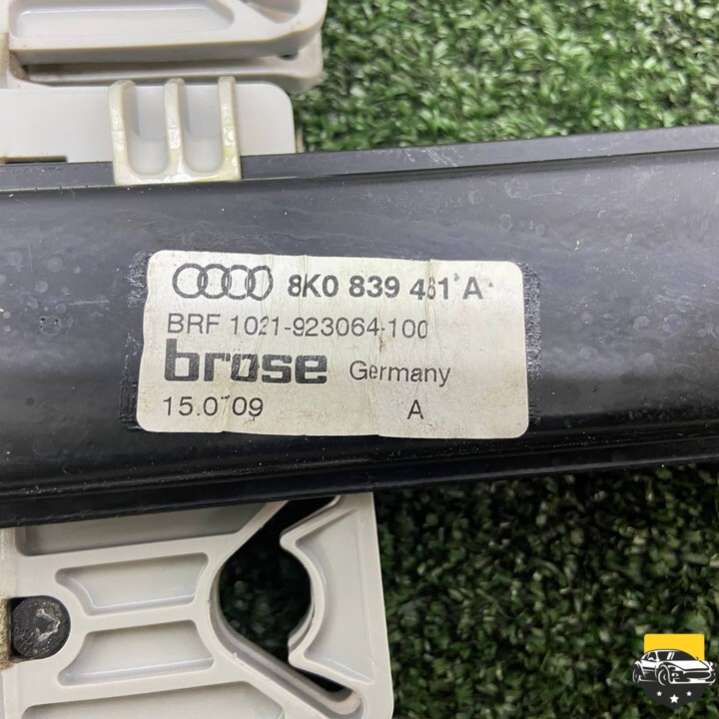 8K0 839 461 A
BRF 1021-923064-100
brose Germany
15.0709 A